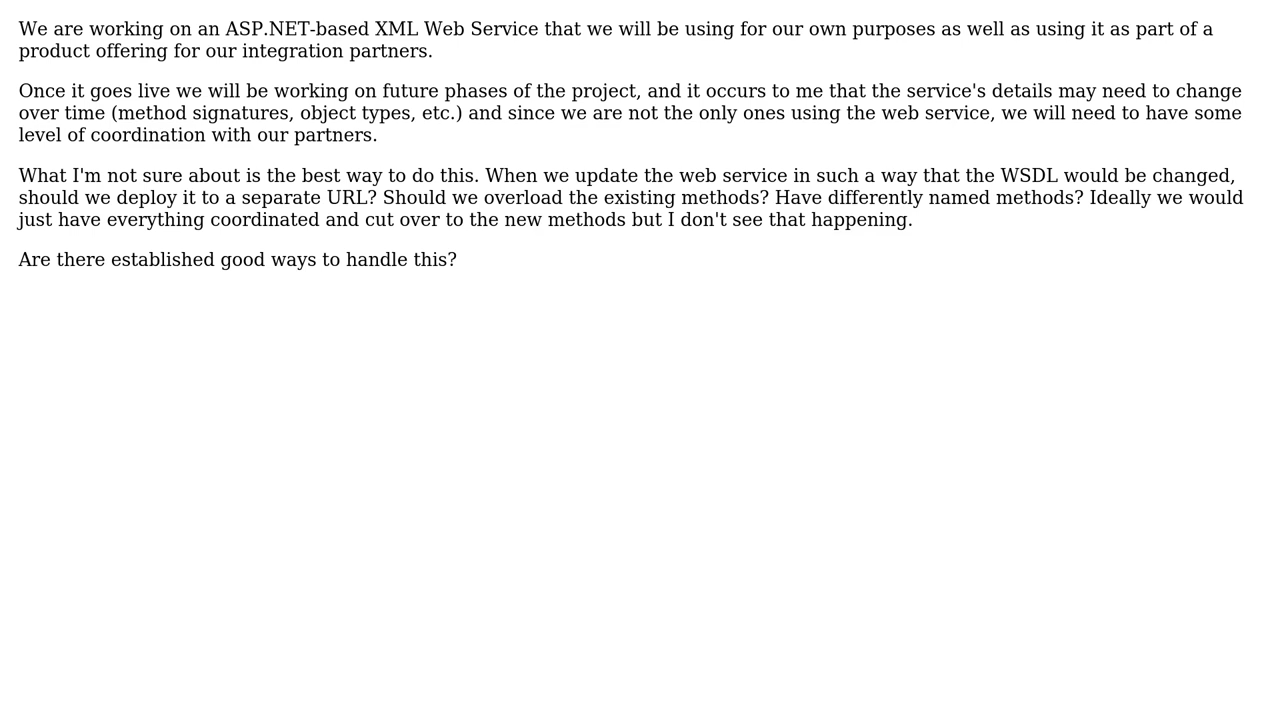 We are working on an ASP.NET-based XML Web Service that we will be using for our own purposes as well as using it as part of a
product offering for our integration partners.
Once it goes live we will be working on future phases of the project, and it occurs to me that the service's details may need to change
over time (method signatures, object types, etc.) and since we are not the only ones using the web service, we will need to have some
level of coordination with our partners.
What I'm not sure about is the best way to do this. When we update the web service in such a way that the WSDL would be changed,
should we deploy it to a separate URL? Should we overload the existing methods? Have differently named methods? Ideally we would
just have everything coordinated and cut over to the new methods but I don't see that happening.
Are there established good ways to handle this?